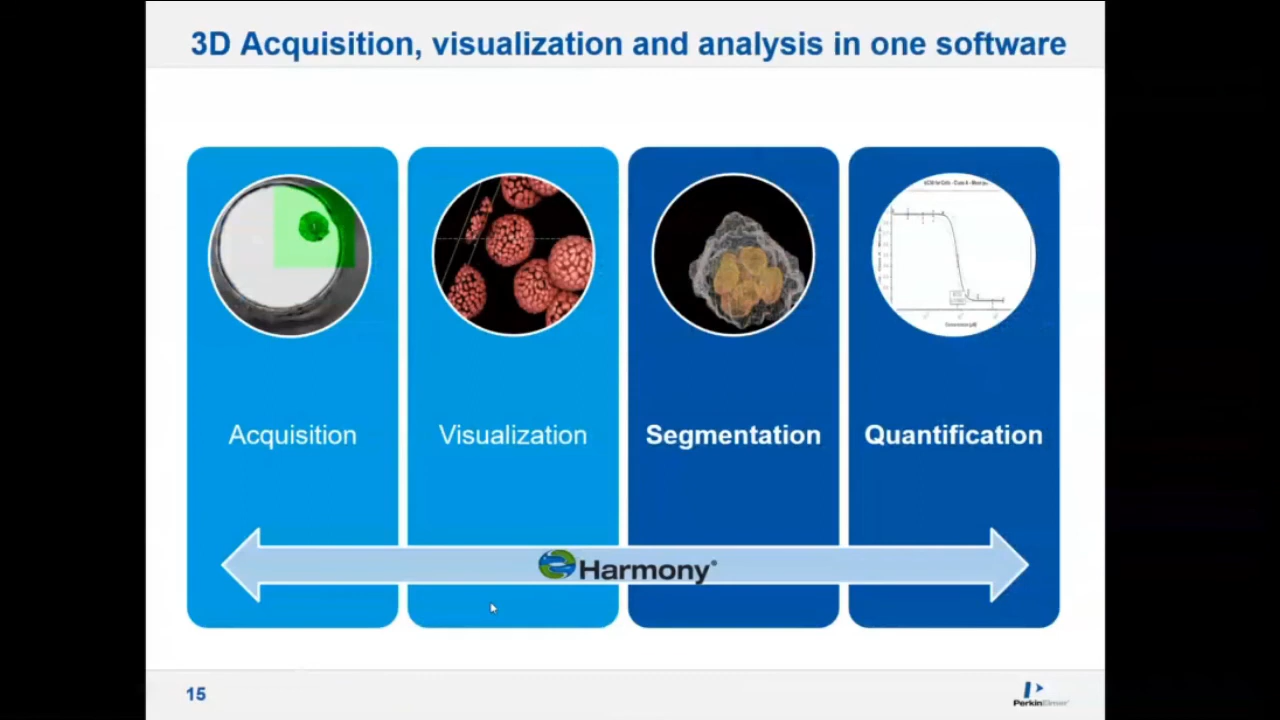 3D Acquisition, visualization and analysis in one software
Acquisition
Visualization
Segmentation
Quantification
Harmony®
15
PerkinElmer